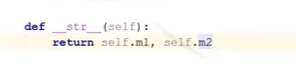 def __str__(self):
    return self.m1, self.m2